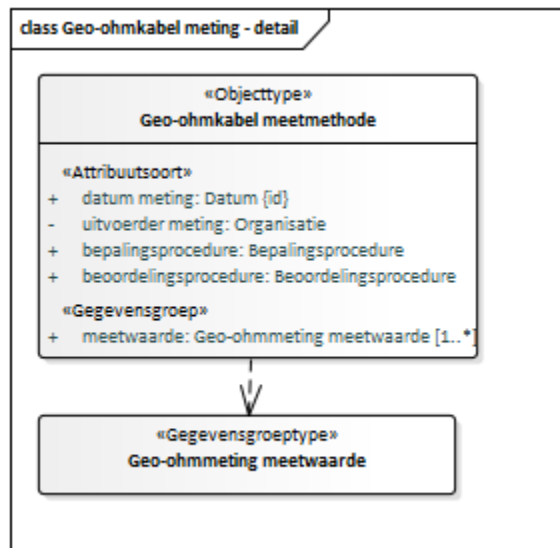 class Geo-ohmkabel meting - detail
«Objecttype»
Geo-ohmkabel meetmethode
«Attribuutsoort»
+ datum meting: Datum {id}
- uitvoerder meting: Organisatie
+ bepalingsprocedure: Bepalingsprocedure
+ beoordelingsprocedure: Beoordelingsprocedure
«Gegevensgroep»
+ meetwaarde: Geo-ohmmeting meetwaarde [1..*]
«Gegevensgroeptype»
Geo-ohmmeting meetwaarde